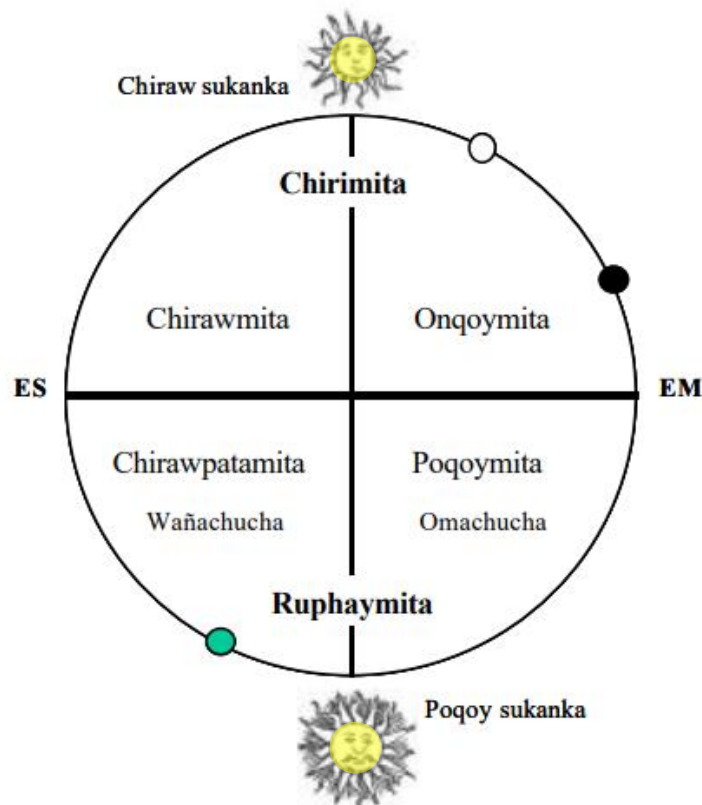 Chiraw sukanka
Chirimita
Chirawmita
Onqoymita
ES
EM
Chirawpatamita
Poqoymita
Wañachucha
Omachucha
Ruphaymita
Poqoy sukanka